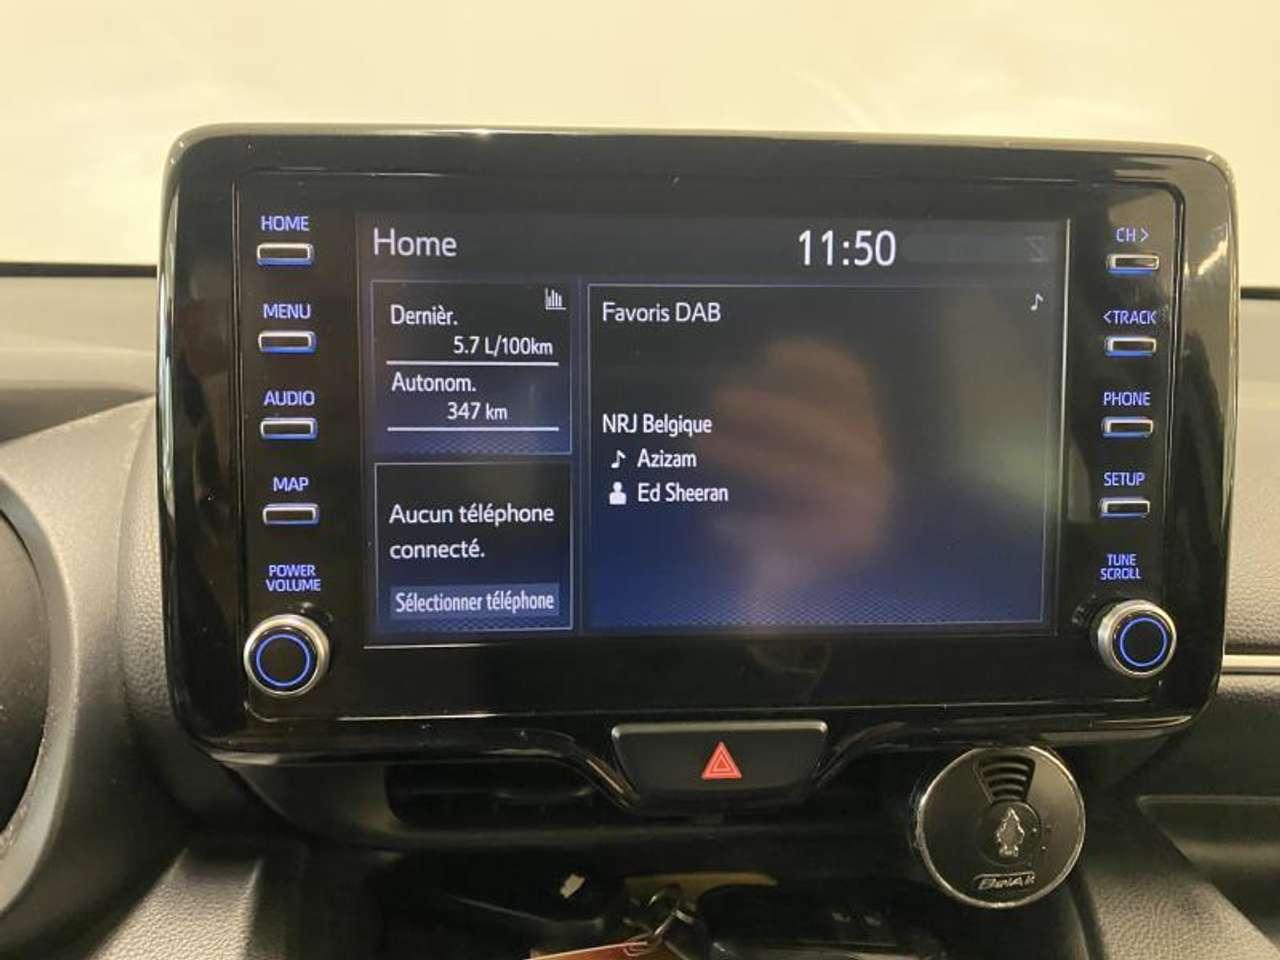 HOME
MENU
AUDIO
MAP
POWER
VOLUME
Home
11:50
Dernièr.
5.7 L/100km
Autonom.
347 km
Aucun téléphone
connecté.
Sélectionner téléphone
Favoris DAB
NRJ Belgique
Azizam
Ed Sheeran
CH >
<TRACK
PHONE
SETUP
TUNE
SCROLL